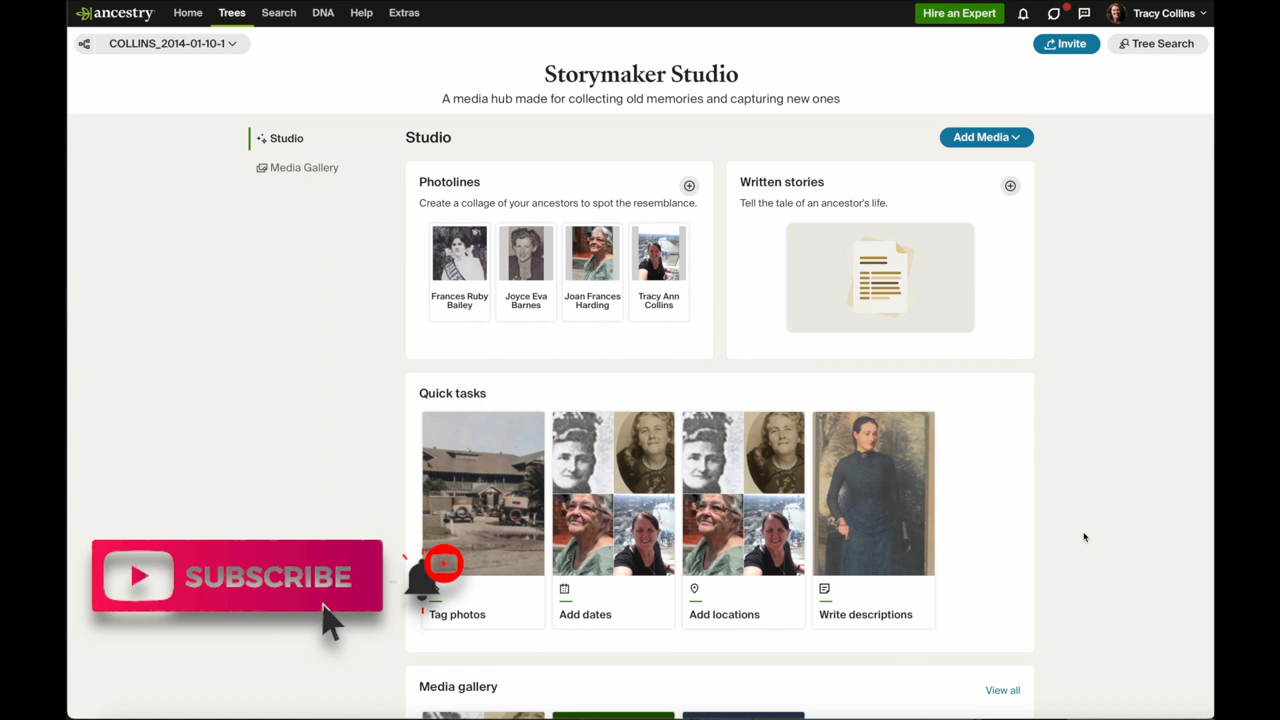 ancestry Home Trees Search DNA Help Extras Hire an Expert Tracy Collins
COLLINS_2014-01-10-1 Invite Tree Search
Storymaker Studio
A media hub made for collecting old memories and capturing new ones
Studio
Media Gallery
Studio Add Media
Photolines
Create a collage of your ancestors to spot the resemblance.
Frances Ruby
Bailey
Joyce Eva
Barnes
Joan Frances
Harding
Tracy Ann
Collins
Written stories
Tell the tale of an ancestor's life.
Quick tasks
Tag photos
Add dates
Add locations
Write descriptions
SUBSCRIBE
Media gallery View all